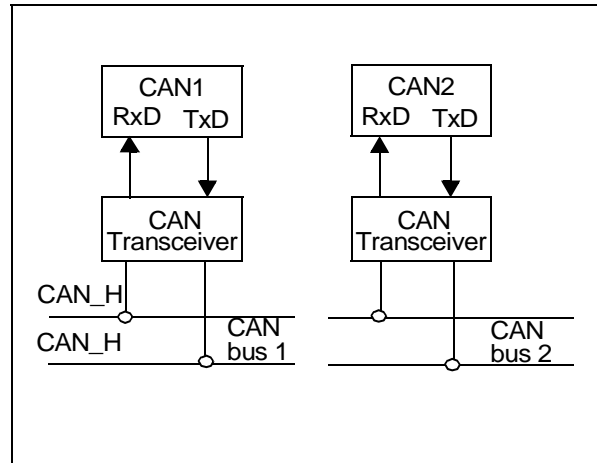 CAN1
RxD TxD
CAN
Transceiver
CAN_H
CAN_H
CAN
bus 1
CAN2
RxD TxD
CAN
Transceiver
CAN
bus 2